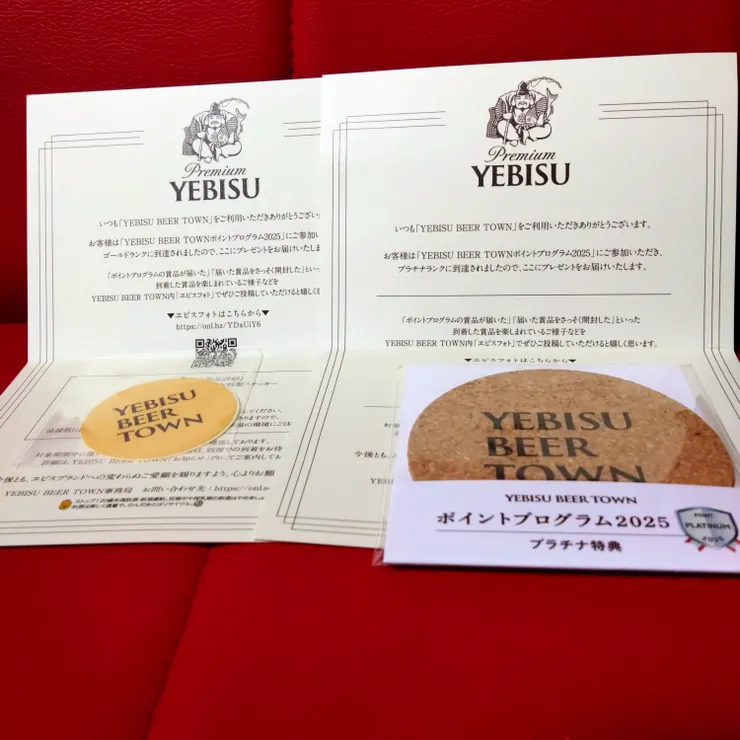 Premium
YEBISU
いつも「YEBISU BEER TOWN」をご利用いただきありがとうござい
お客様は「YEBISU BEER TOWNポイントプログラム2025」にご参加いただ
ゴールドランクに到達されましたので、ここにプレゼントをお届けいたしま
「ポイントプログラムの賞品が届いた」「届いた賞品をさっそく開封した」といっ
到着した賞品を楽しまれているご様子などを
YEBISU BEER TOWN内「ヱビスフォト」でぜひご投稿していただけると嬉しく思
▼ヱビスフォトはこちらから▼
https://onl.bz/YDxUiY6
YEBISU
BEER
TOWN
今後とも、ヱビスブランドへの変わらぬご愛顧を賜りますよう、心よりお願
YEBISU BEER TOWN事務局 お問い合わせ先:https://onl.
Premium
YEBISU
いつも「YEBISU BEER TOWN」をご利用いただきありがとうございます。
お客様は「YEBISU BEER TOWNポイントプログラム2025」にご参加いただき、
プラチナランクに到達されましたので、ここにプレゼントをお届けいたします。
「ポイントプログラムの賞品が届いた」「届いた賞品をさっそく開封した」といった
到着した賞品を楽しまれているご様子などを
YEBISU BEER TOWN内「ヱビスフォト」でぜひご投稿していただけると嬉しく思います。
▼ヱビスフォトはこちらから▼
YEBISU
BEER
TOWN
YEBISU BEER TOWN
ポイントプログラム2025
プラチナ特典
POINT
PLATINUM
2025